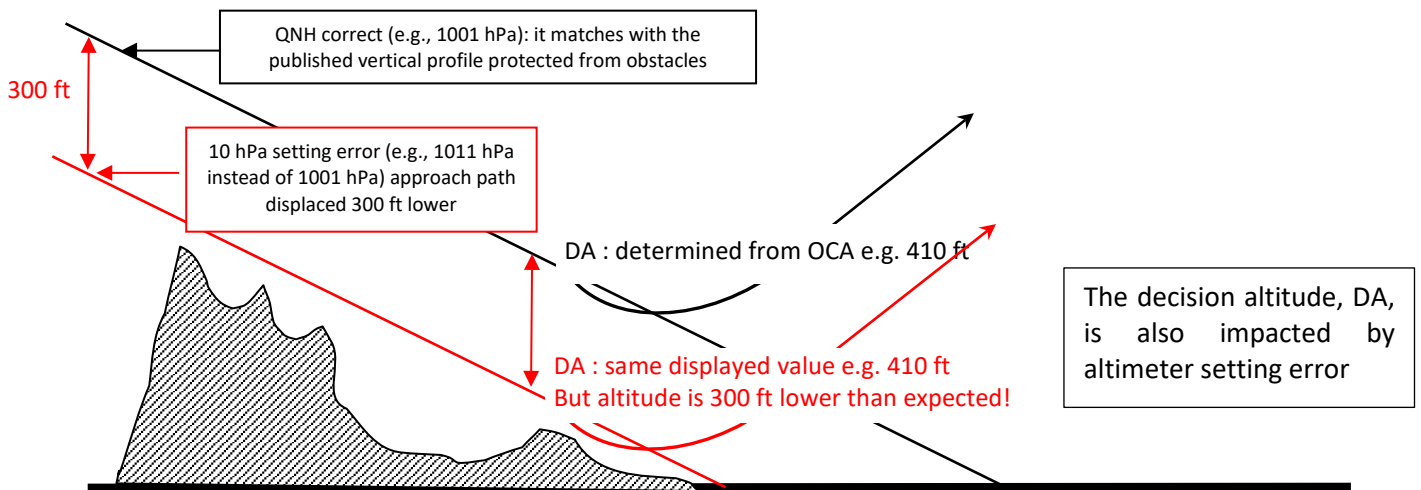 QNH correct (e.g., 1001 hPa): it matches with the
published vertical profile protected from obstacles
300 ft
10 hPa setting error (e.g., 1011 hPa
instead of 1001 hPa) approach path
displaced 300 ft lower
DA : determined from OCA e.g. 410 ft
The decision altitude, DA,
is also impacted by
altimeter setting error
DA : same displayed value e.g. 410 ft
But altitude is 300 ft lower than expected!